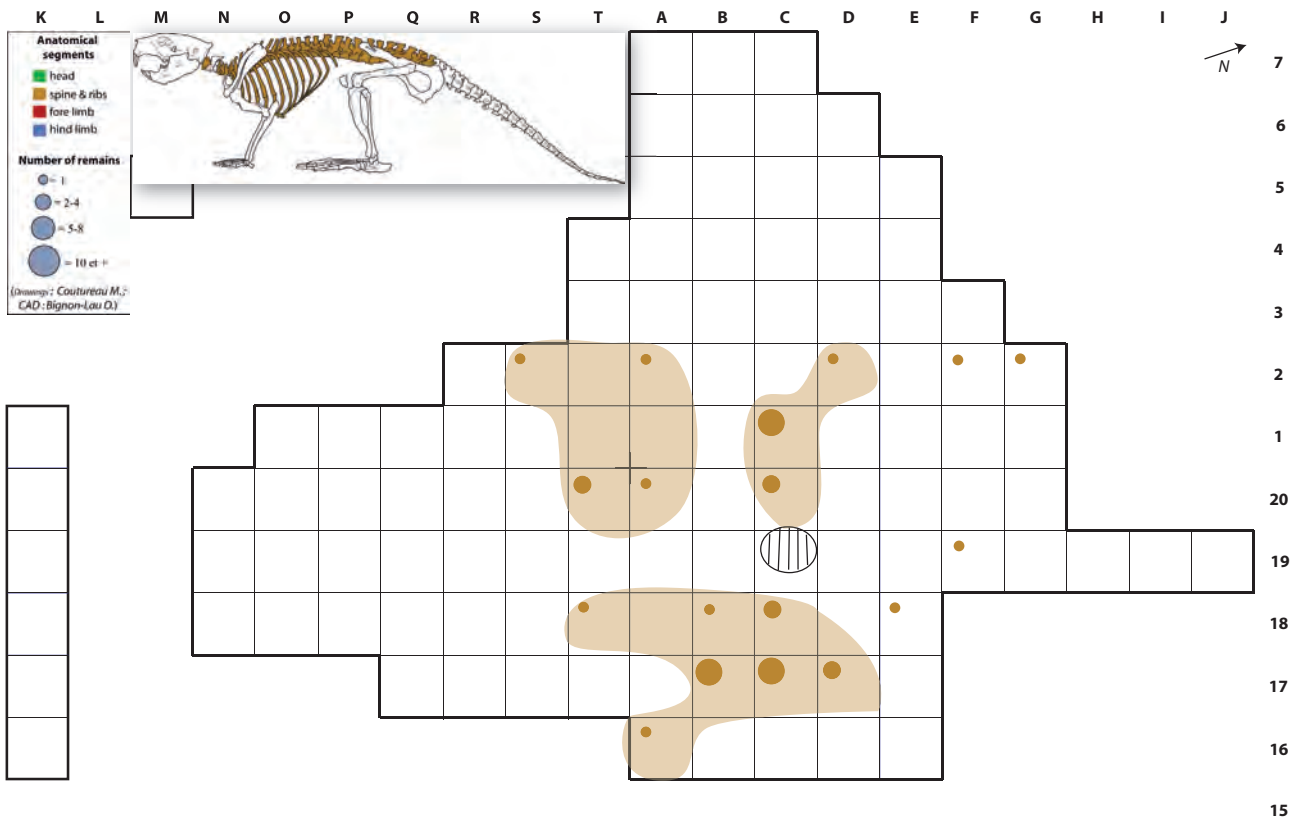 K L M N O P Q R S T A B C D E F G H I J
Anatomical
segments
head
spine & ribs
fore limb
hind limb
Number of remains
= 1
= 2-4
= 5-8
= 10 et +
(Drawings : Coutureau M.;
CAD : Bignon-Lau O.)
N
7
6
5
4
3
2
1
20
19
18
17
16
15